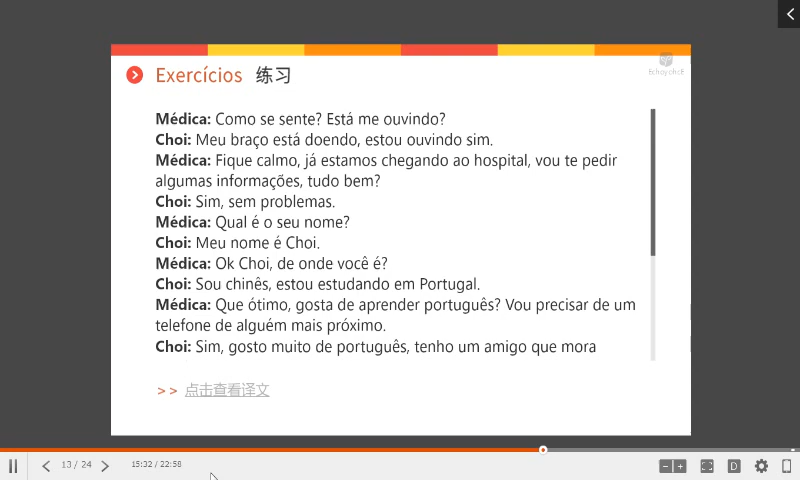 Exercícios 练习
Médica: Como se sente? Está me ouvindo?
Choi: Meu braço está doendo, estou ouvindo sim.
Médica: Fique calmo, já estamos chegando ao hospital, vou te pedir
algumas informações, tudo bem?
Choi: Sim, sem problemas.
Médica: Qual é o seu nome?
Choi: Meu nome é Choi.
Médica: Ok Choi, de onde você é?
Choi: Sou chinês, estou estudando em Portugal.
Médica: Que ótimo, gosta de aprender português? Vou precisar de um
telefone de alguém mais próximo.
Choi: Sim, gosto muito de português, tenho um amigo que mora
>> 点击查看译文
13 / 24
15:32 / 22:58
D